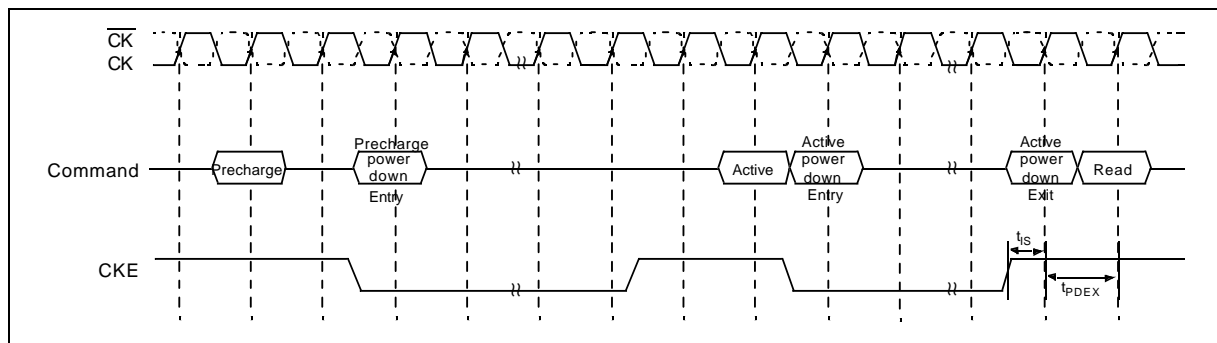 CK
CK
Command
Precharge
Precharge
power
down
Entry
Active
Active
power
down
Entry
Active
power
down
Exit
Read
CKE
tIS
tPDEX